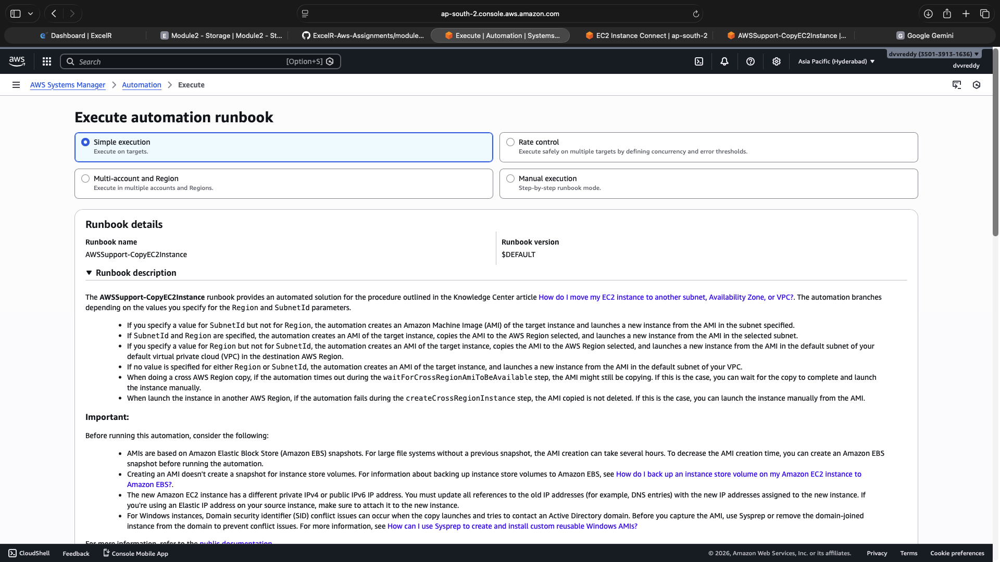 ap-south-2.console.aws.amazon.com
Dashboard | ExcelR
E Module2 - Storage | Module2 - St...
ExcelR-Aws-Assignments/module...
Execute | Automation | Systems...
EC2 Instance Connect | ap-south-2
AWSSupport-CopyEC2Instance |...
G Google Gemini
aws
Search [Option+S]
Asia Pacific (Hyderabad)
dvvreddy (3501-3913-1636)
dvvreddy
AWS Systems Manager > Automation > Execute
Execute automation runbook
Simple execution
Execute on targets.
Rate control
Execute safely on multiple targets by defining concurrency and error thresholds.
Multi-account and Region
Execute in multiple accounts and Regions.
Manual execution
Step-by-step runbook mode.
Runbook details
Runbook name
AWSSupport-CopyEC2Instance
Runbook version
$DEFAULT
Runbook description
The AWSSupport-CopyEC2Instance runbook provides an automated solution for the procedure outlined in the Knowledge Center article How do I move my EC2 instance to another subnet, Availability Zone, or VPC?. The automation branches
depending on the values you specify for the Region and SubnetId parameters.
• If you specify a value for SubnetId but not for Region, the automation creates an Amazon Machine Image (AMI) of the target instance and launches a new instance from the AMI in the subnet specified.
• If SubnetId and Region are specified, the automation creates an AMI of the target instance, copies the AMI to the AWS Region selected, and launches a new instance from the AMI in the selected subnet.
• If you specify a value for Region but not for SubnetId, the automation creates an AMI of the target instance, copies the AMI to the AWS Region selected, and launches a new instance from the AMI in the default subnet of your
default virtual private cloud (VPC) in the destination AWS Region.
• If no value is specified for either Region or SubnetId, the automation creates an AMI of the target instance, and launches a new instance from the AMI in the default subnet of your VPC.
• When doing a cross AWS Region copy, if the automation times out during the waitForCrossRegionAmiToBeAvailable step, the AMI might still be copying. If this is the case, you can wait for the copy to complete and launch
the instance manually.
• When launch the instance in another AWS Region, if the automation fails during the createCrossRegionInstance step, the AMI copied is not deleted. If this is the case, you can launch the instance manually from the AMI.
Important:
Before running this automation, consider the following:
• AMIs are based on Amazon Elastic Block Store (Amazon EBS) snapshots. For large file systems without a previous snapshot, the AMI creation can take several hours. To decrease the AMI creation time, you can create an Amazon EBS
snapshot before running the automation.
• Creating an AMI doesn't create a snapshot for instance store volumes. For information about backing up instance store volumes to Amazon EBS, see How do I back up an instance store volume on my Amazon EC2 instance to
Amazon EBS?.
• The new Amazon EC2 instance has a different private IPv4 or public IPv6 IP address. You must update all references to the old IP addresses (for example, DNS entries) with the new IP addresses assigned to the new instance. If
you're using an Elastic IP address on your source instance, make sure to attach it to the new instance.
• For Windows instances, Domain security identifier (SID) conflict issues can occur when the copy launches and tries to contact an Active Directory domain. Before you capture the AMI, use Sysprep or remove the domain-joined
instance from the domain to prevent conflict issues. For more information, see How can I use Sysprep to create and install custom reusable Windows AMIs?
For more information, refer to the public documentation
CloudShell Feedback Console Mobile App © 2026, Amazon Web Services, Inc. or its affiliates. Privacy Terms Cookie preferences